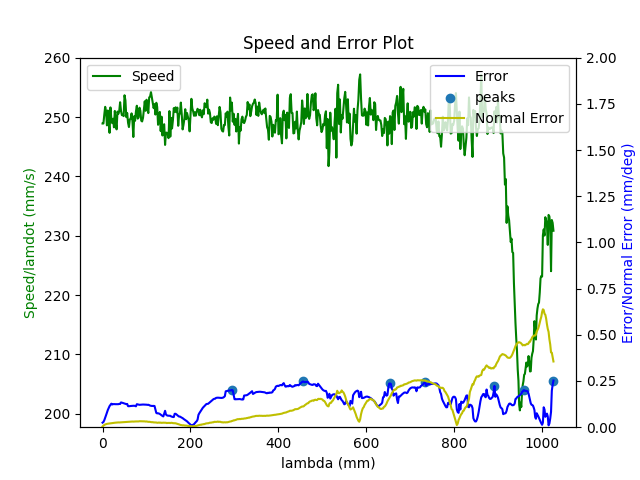 Speed and Error Plot
Speed
Error
peaks
Normal Error
260
250
240
230
220
210
200
Speed/lamdot (mm/s)
2.00
1.75
1.50
1.25
1.00
0.75
0.50
0.25
0.00
Error/Normal Error (mm/deg)
0 200 400 600 800 1000
lambda (mm)